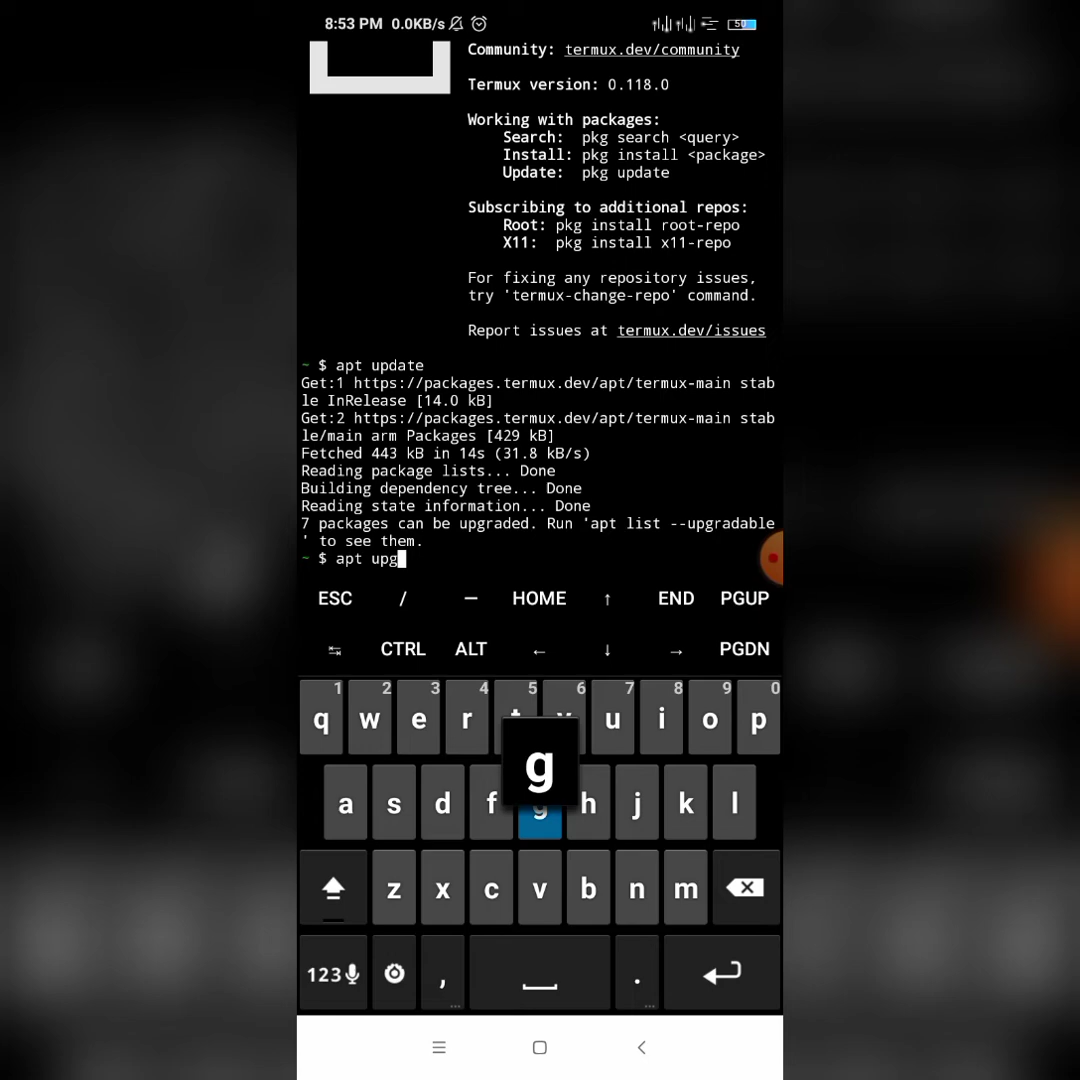 8:53 PM 0.0KB/s 50
Community: termux.dev/community
Termux version: 0.118.0
Working with packages:
Search: pkg search <query>
Install: pkg install <package>
Update: pkg update
Subscribing to additional repos:
Root: pkg install root-repo
X11: pkg install x11-repo
For fixing any repository issues,
try 'termux-change-repo' command.
Report issues at termux.dev/issues
~ $ apt update
Get:1 https://packages.termux.dev/apt/termux-main stab
le InRelease [14.0 kB]
Get:2 https://packages.termux.dev/apt/termux-main stab
le/main arm Packages [429 kB]
Fetched 443 kB in 14s (31.8 kB/s)
Reading package lists... Done
Building dependency tree... Done
Reading state information... Done
7 packages can be upgraded. Run 'apt list --upgradable
' to see them.
~ $ apt upg
ESC / — HOME ↑ END PGUP
↹ CTRL ALT ← ↓ → PGDN
1 2 3 4 5 6 7 8 9 0
q w e r t y u i o p
g
a s d f g h j k l
z x c v b n m
123 , .